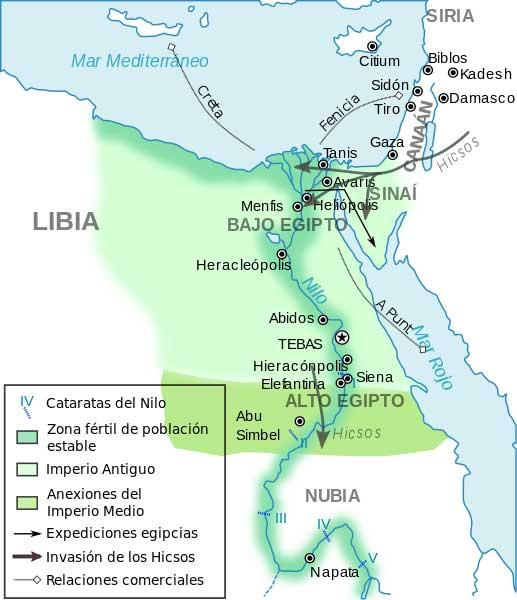 SIRIA
Mar Mediterráneo
Citium
Biblos
Kadesh
Sidón
Damasco
Creta
Fenicia
Tiro
CANAÁN
Gaza
Hicsos
Tanis
Avaris
SINAÍ
Menfis
Heliópolis
LIBIA
BAJO EGIPTO
Heracleópolis
Nilo
A Punt
Abidos
Mar Rojo
TEBAS
Hieracónpolis
Elefantina
Siena
I
ALTO EGIPTO
Abu
Simbel
Hicsos
II
NUBIA
III
IV
V
Napata
IV
Cataratas del Nilo
Zona fértil de población
estable
Imperio Antiguo
Anexiones del
Imperio Medio
Expediciones egipcias
Invasión de los Hicsos
Relaciones comerciales